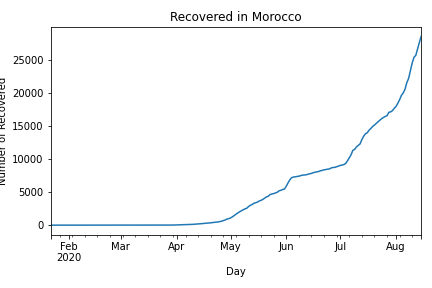 Recovered in Morocco
Number of Recovered
25000
20000
15000
10000
5000
0
Feb Mar Apr May Jun Jul Aug
2020
Day